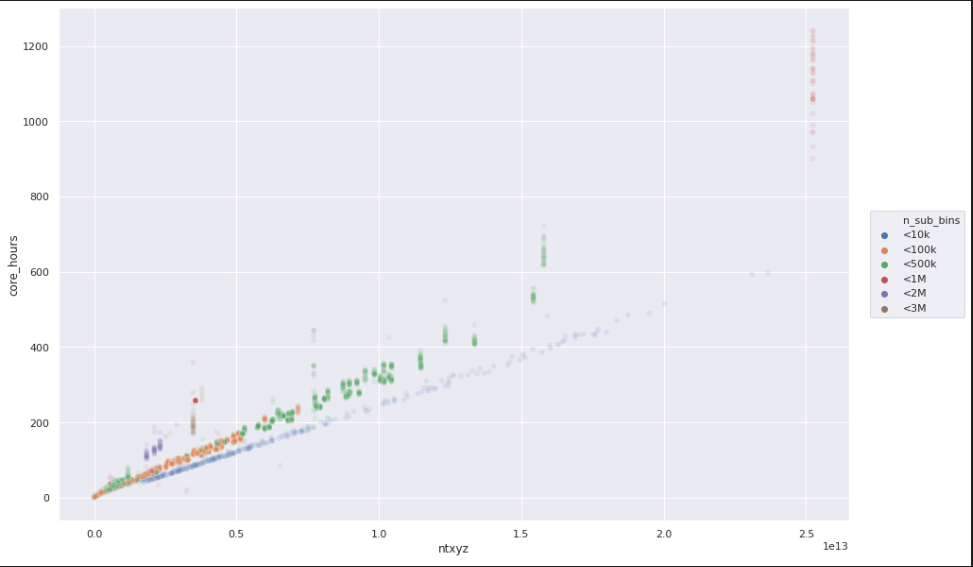 1200
1000
800
600
400
200
0
core_hours
0.0 0.5 1.0 1.5 2.0 2.5
1e13
ntxyz
n_sub_bins
<10k
<100k
<500k
<1M
<2M
<3M